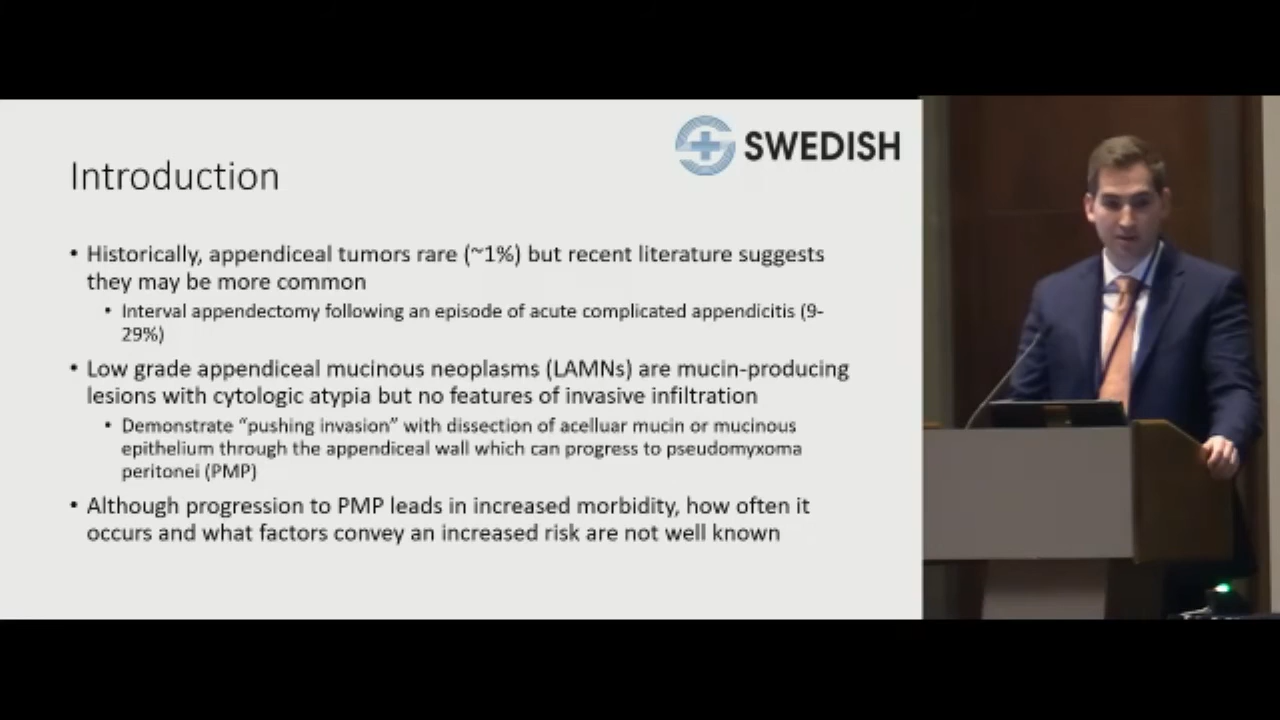 SWEDISH
Introduction
• Historically, appendiceal tumors rare (~1%) but recent literature suggests
they may be more common
• Interval appendectomy following an episode of acute complicated appendicitis (9-
29%)
• Low grade appendiceal mucinous neoplasms (LAMNs) are mucin-producing
lesions with cytologic atypia but no features of invasive infiltration
• Demonstrate “pushing invasion” with dissection of acelluar mucin or mucinous
epithelium through the appendiceal wall which can progress to pseudomyxoma
peritonei (PMP)
• Although progression to PMP leads in increased morbidity, how often it
occurs and what factors convey an increased risk are not well known